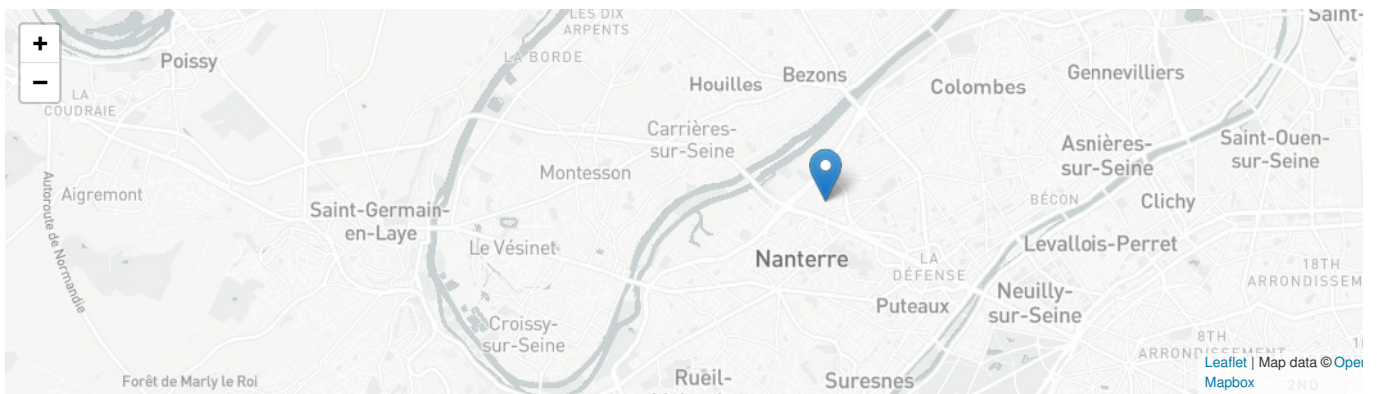 +
−
LES DIX
ARPENTS
Saint-
Poissy
LA BORDE
Houilles
Bezons
Gennevilliers
Colombes
LA
COUDRAIE
Carrières-
sur-Seine
Asnières-
sur-Seine
Saint-Ouen-
sur-Seine
Montesson
Autoroute de Normandie
Aigremont
BÉCON
Clichy
Saint-Germain-
en-Laye
Le Vésinet
Nanterre
Levallois-Perret
LA
DÉFENSE
18TH
ARRONDISSEM
Puteaux
Neuilly-
sur-Seine
Croissy-
sur-Seine
8TH
ARRONDISSEMENT
Forêt de Marly le Roi
Rueil-
Suresnes
Leaflet | Map data © Oper
Mapbox
2ND